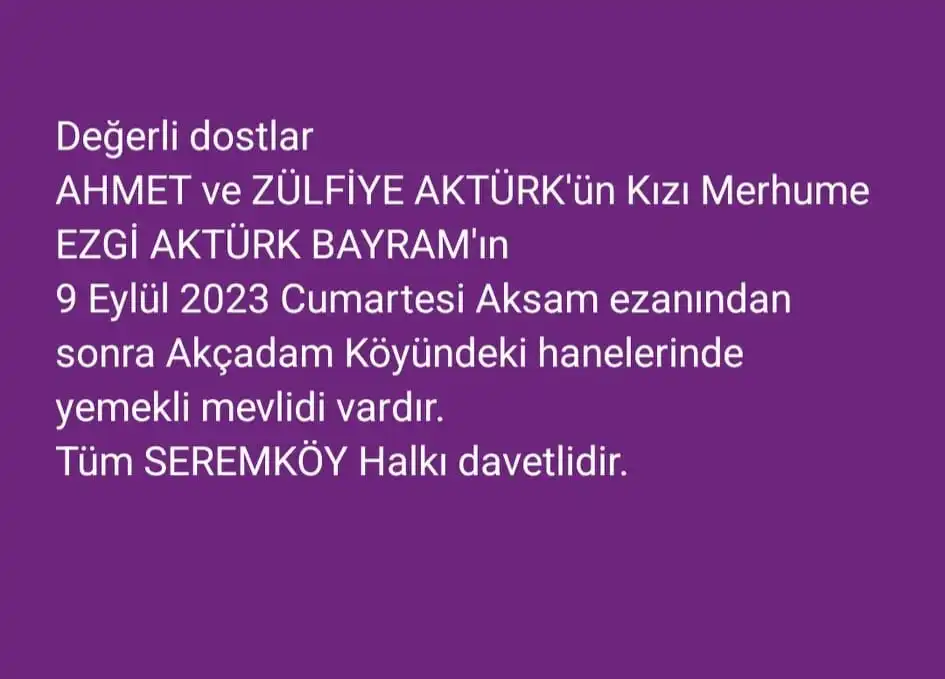 Değerli dostlar
AHMET ve ZÜLFİYE AKTÜRK'ün Kızı Merhume
EZGİ AKTÜRK BAYRAM'ın
9 Eylül 2023 Cumartesi Aksam ezanından
sonra Akçadam Köyündeki hanelerinde
yemekli mevlidi vardır.
Tüm SEREMKÖY Halkı davetlidir.